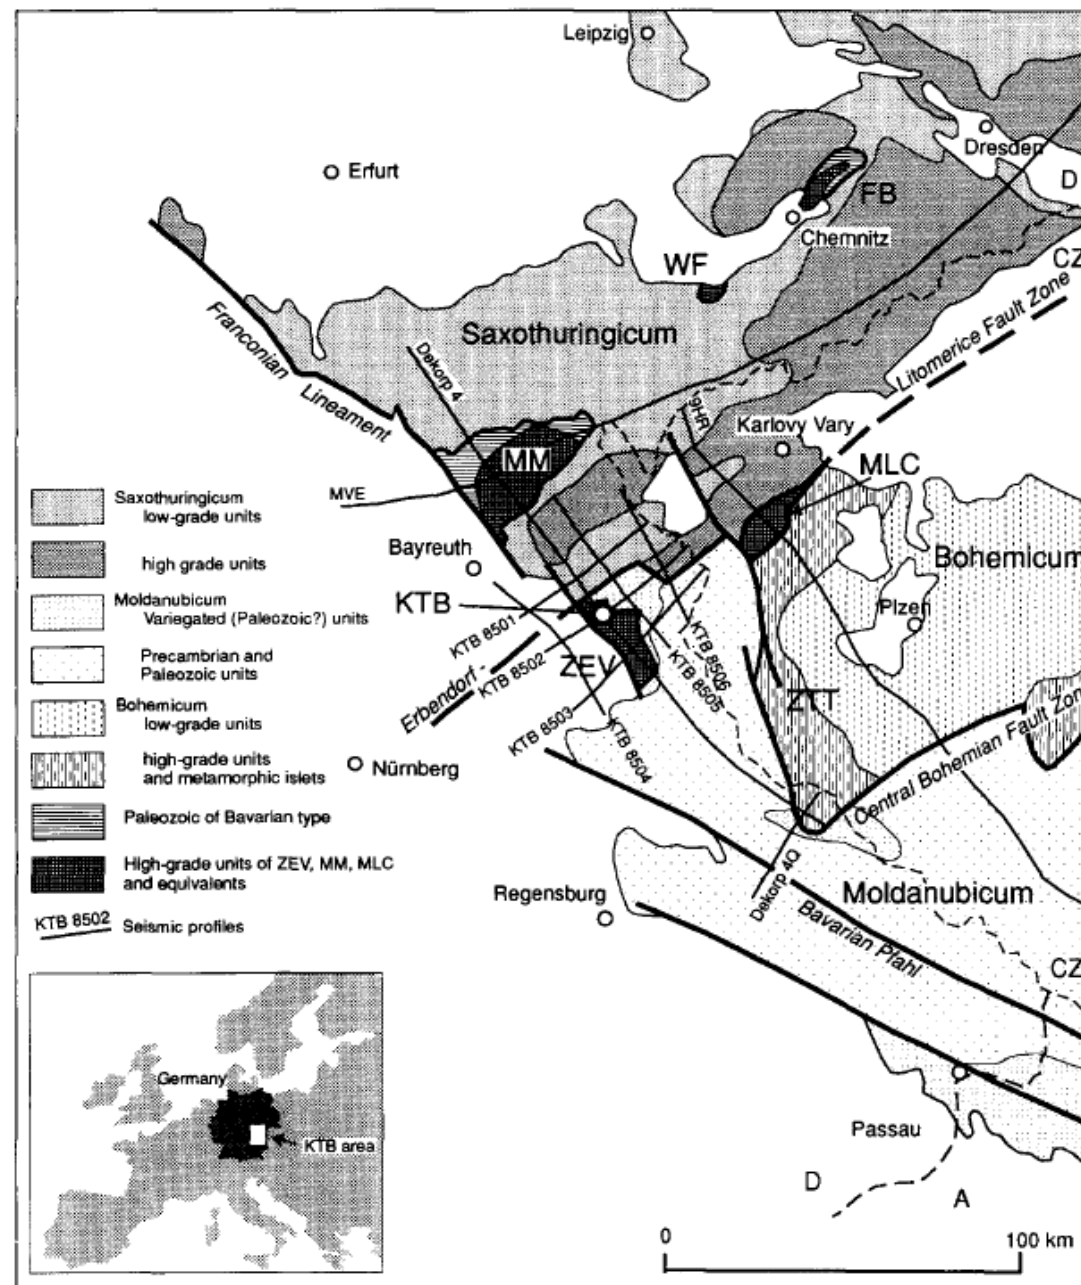 Leipzig
Dresden
Erfurt
D
FB
Chemnitz
CZ
WF
Saxothuringicum
Franconian Lineament
Litomerice Fault Zone
Dekorp 4
9HR
Karlovy Vary
MM
MLC
MVE
Saxothuringicum
low-grade units
Bayreuth
Bohemicum
high grade units
KTB
Plzen
Moldanubicum
Variegated (Paleozoic?) units
KTB 8501
KTB 8502
KTB 8506
KTB 8505
ZEV
Erbendorf -
ZTT
Precambrian and
Paleozoic units
KTB 8503
KTB 8504
Bohemicum
low-grade units
Central Bohemian Fault Zon
high-grade units
and metamorphic islets
Nürnberg
Paleozoic of Bavarian type
High-grade units of ZEV, MM, MLC
and equivalents
Dekorp 4Q
Moldanubicum
Regensburg
Bavarian Pfahl
KTB 8502
Seismic profiles
CZ
Germany
KTB area
Passau
D
A
0
100 km